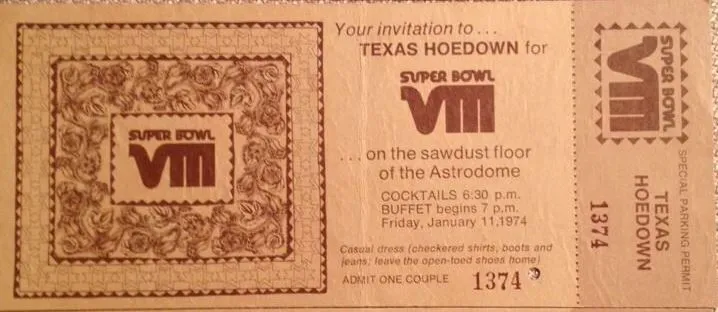 SUPER BOWL
VIII
Your invitation to . . .
TEXAS HOEDOWN for
SUPER BOWL
VIII
. . . on the sawdust floor
of the Astrodome
COCKTAILS 6:30 p.m.
BUFFET begins 7 p.m.
Friday, January 11, 1974
Casual dress (checkered shirts, boots and
jeans; leave the open-toed shoes home)
ADMIT ONE COUPLE 1374
SUPER BOWL
VIII
SPECIAL PARKING PERMIT
TEXAS
HOEDOWN
1374